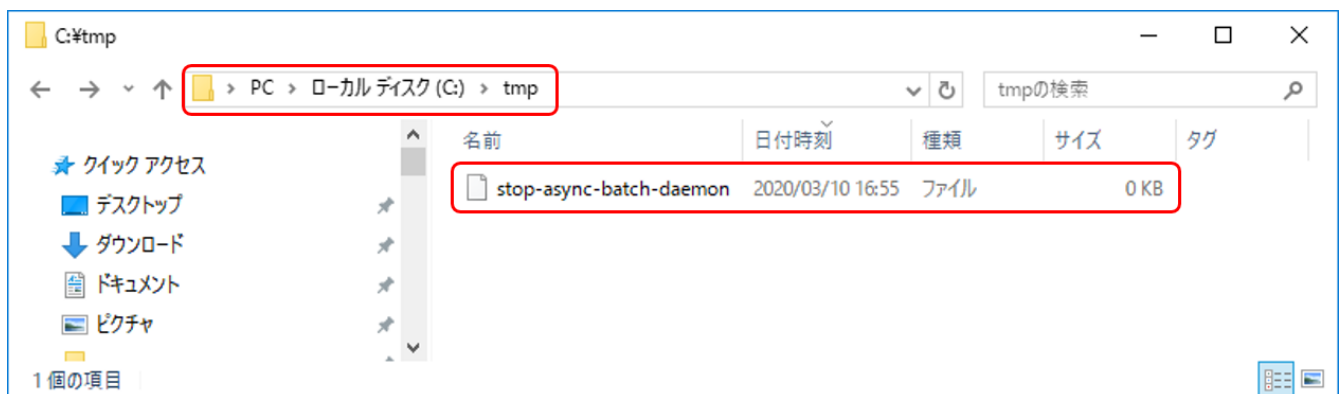 C:¥tmp
PC > ローカル ディスク (C:) > tmp
tmpの検索
名前 日付時刻 種類 サイズ タグ
クイック アクセス
stop-async-batch-daemon 2020/03/10 16:55 ファイル 0 KB
デスクトップ
ダウンロード
ドキュメント
ピクチャ
1 個の項目